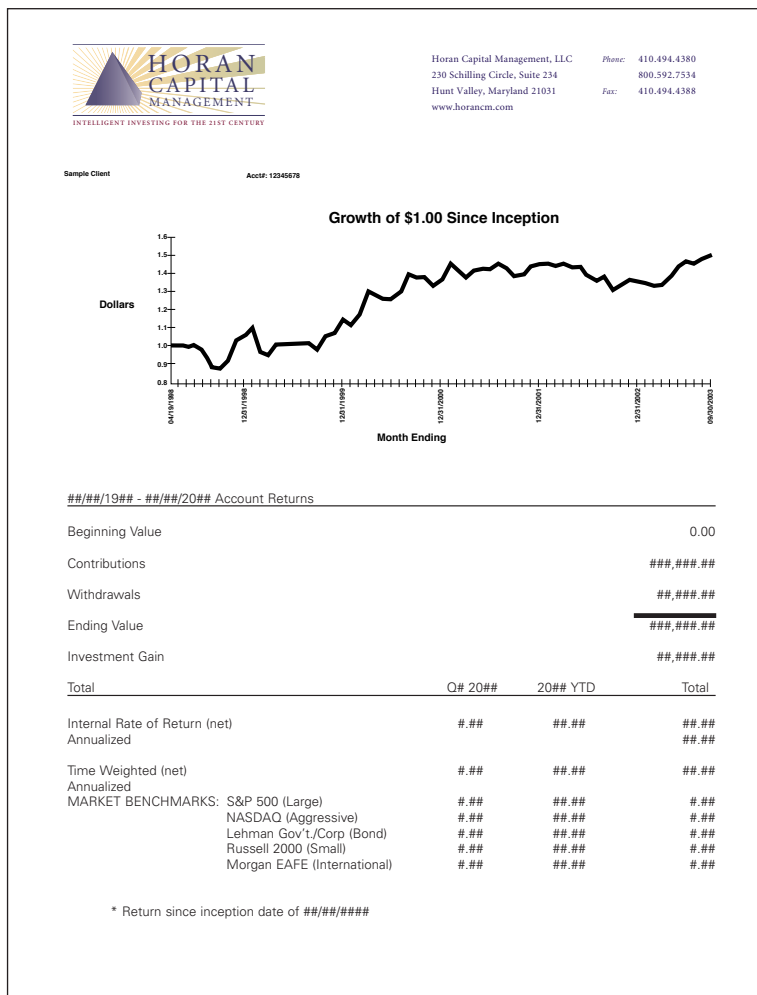 HORAN
CAPITAL
MANAGEMENT
INTELLIGENT INVESTING FOR THE 21ST CENTURY
Horan Capital Management, LLC Phone: 410.494.4380
230 Schilling Circle, Suite 234 800.592.7534
Hunt Valley, Maryland 21031 Fax: 410.494.4388
www.horancm.com
Sample Client Acct#: 12345678
Growth of $1.00 Since Inception
1.6
1.5
1.4
1.3
1.2
1.1
1.0
0.9
0.8
Dollars
04/19/1998 12/31/1998 12/31/1999 12/31/2000 12/31/2001 12/31/2002 09/30/2003
Month Ending
##/##/19## - ##/##/20## Account Returns
Beginning Value 0.00
Contributions ###,###.##
Withdrawals ##,###.##
Ending Value ###,###.##
Investment Gain ##,###.##
Total Q# 20## 20## YTD Total
Internal Rate of Return (net) #.## ##.## ##.##
Annualized ##.##
Time Weighted (net) #.## ##.## ##.##
Annualized
MARKET BENCHMARKS: S&P 500 (Large) #.## ##.## #.##
NASDAQ (Aggressive) #.## ##.## #.##
Lehman Gov't./Corp (Bond) #.## ##.## #.##
Russell 2000 (Small) #.## ##.## #.##
Morgan EAFE (International) #.## ##.## #.##
* Return since inception date of ##/##/####